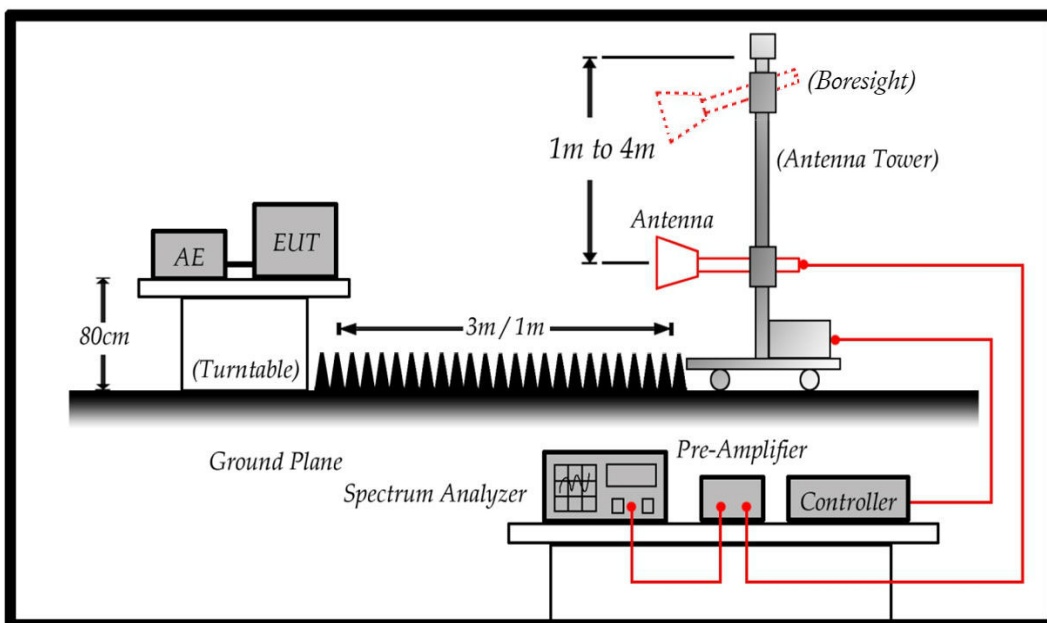 (Boresight)
1m to 4m
(Antenna Tower)
Antenna
AE
EUT
80cm
3m / 1m
(Turntable)
Ground Plane
Pre-Amplifier
Spectrum Analyzer
Controller